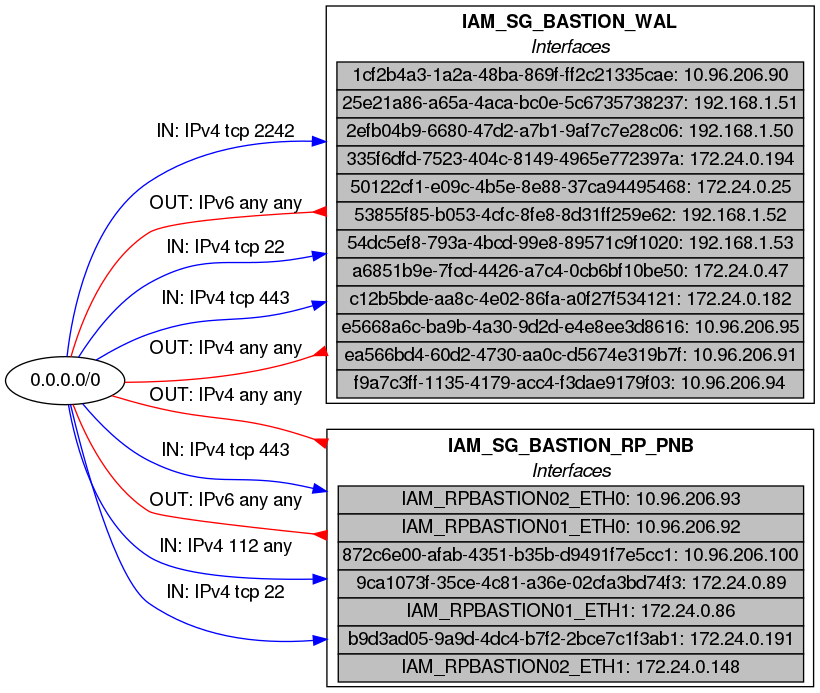 IAM_SG_BASTION_WAL
Interfaces
1cf2b4a3-1a2a-48ba-869f-ff2c21335cae: 10.96.206.90
25e21a86-a65a-4aca-bc0e-5c6735738237: 192.168.1.51
2efb04b9-6680-47d2-a7b1-9af7c7e28c06: 192.168.1.50
335f6dfd-7523-404c-8149-4965e772397a: 172.24.0.194
50122cf1-e09c-4b5e-8e88-37ca94495468: 172.24.0.25
53855f85-b053-4cfc-8fe8-8d31ff259e62: 192.168.1.52
54dc5ef8-793a-4bcd-99e8-89571c9f1020: 192.168.1.53
a6851b9e-7fcd-4426-a7c4-0cb6bf10be50: 172.24.0.47
c12b5bde-aa8c-4e02-86fa-a0f27f534121: 172.24.0.182
e5668a6c-ba9b-4a30-9d2d-e4e8ee3d8616: 10.96.206.95
ea566bd4-60d2-4730-aa0c-d5674e319b7f: 10.96.206.91
f9a7c3ff-1135-4179-acc4-f3dae9179f03: 10.96.206.94
IN: IPv4 tcp 2242
OUT: IPv6 any any
IN: IPv4 tcp 22
IN: IPv4 tcp 443
OUT: IPv4 any any
0.0.0.0/0
OUT: IPv4 any any
IN: IPv4 tcp 443
OUT: IPv6 any any
IN: IPv4 112 any
IN: IPv4 tcp 22
IAM_SG_BASTION_RP_PNB
Interfaces
IAM_RPBASTION02_ETH0: 10.96.206.93
IAM_RPBASTION01_ETH0: 10.96.206.92
872c6e00-afab-4351-b35b-d9491f7e5cc1: 10.96.206.100
9ca1073f-35ce-4c81-a36e-02cfa3bd74f3: 172.24.0.89
IAM_RPBASTION01_ETH1: 172.24.0.86
b9d3ad05-9a9d-4dc4-b7f2-2bce7c1f3ab1: 172.24.0.191
IAM_RPBASTION02_ETH1: 172.24.0.148